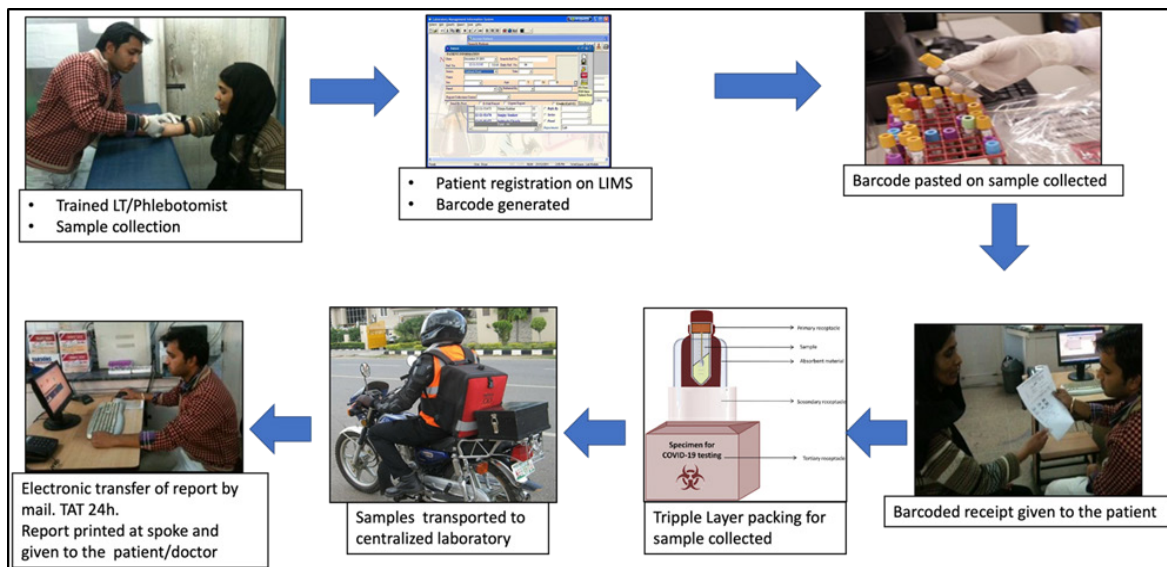 • Trained LT/Phlebotomist
• Sample collection
• Patient registration on LIMS
• Barcode generated
Barcode pasted on sample collected
Barcoded receipt given to the patient
Primary receptacle
Sample
Absorbent material
Secondary receptacle
Specimen for
COVID-19 testing
Tertiary receptacle
Tripple Layer packing for
sample collected
Samples transported to
centralized laboratory
Electronic transfer of report by
mail. TAT 24h.
Report printed at spoke and
given to the patient/doctor